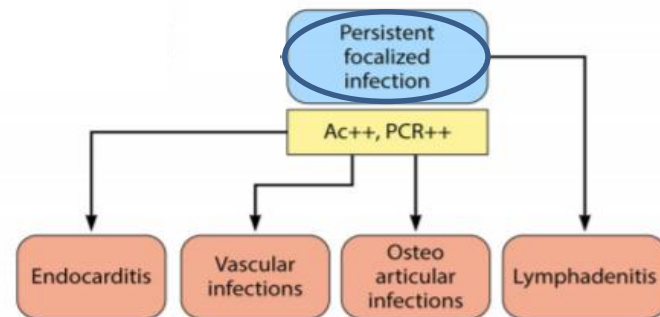 Persistent
focalized
infection
Ac++, PCR++
Endocarditis
Vascular
infections
Osteo
articular
infections
Lymphadenitis